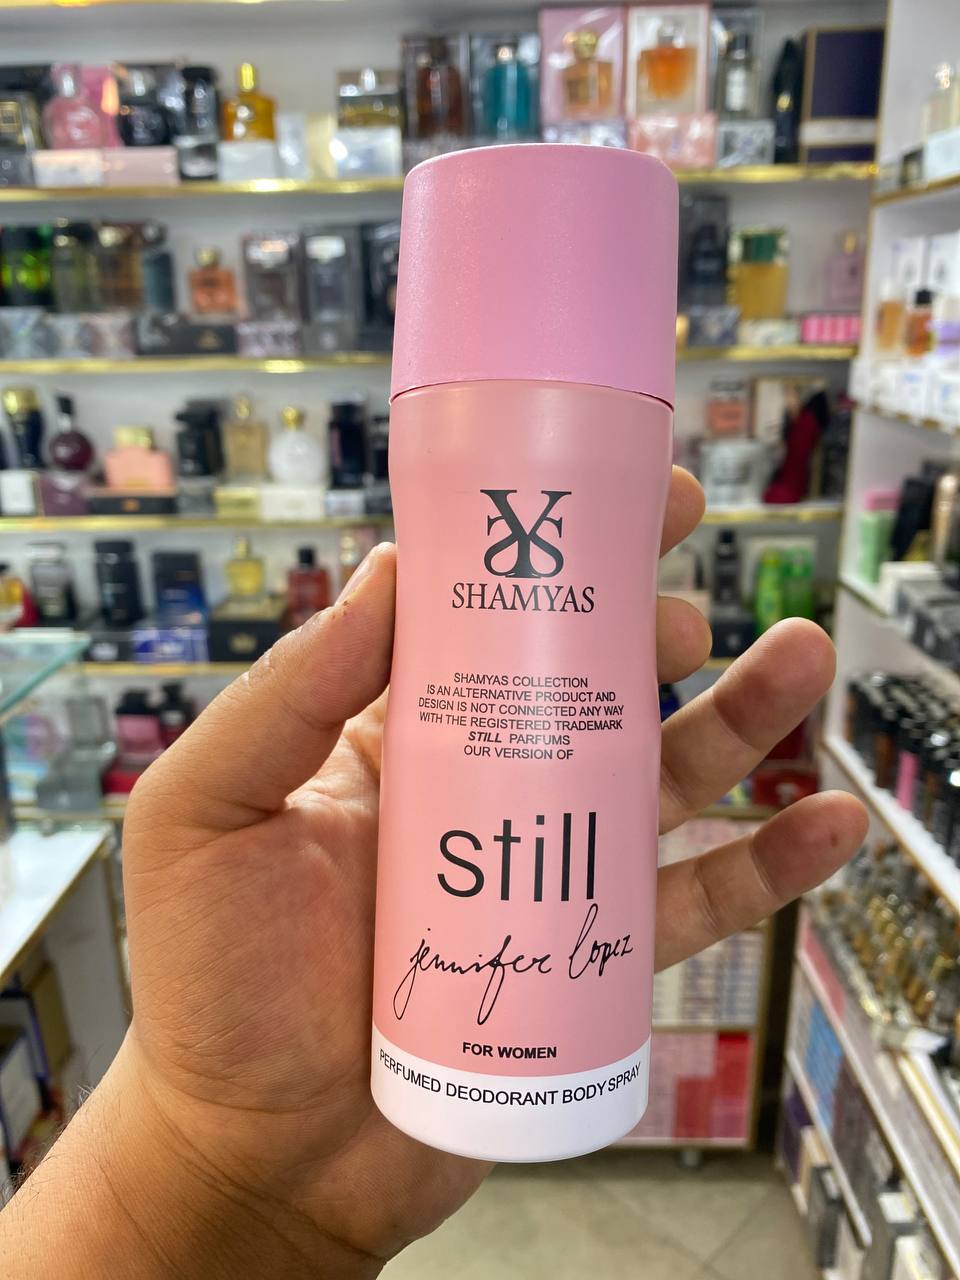 SHAMYAS
SHAMYAS COLLECTION
IS AN ALTERNATIVE PRODUCT AND
DESIGN IS NOT CONNECTED ANY WAY
WITH THE REGISTERED TRADEMARK
STILL PARFUMS
OUR VERSION OF
still
jennifer lopez
FOR WOMEN
PERFUMED DEODORANT BODY SPRAY